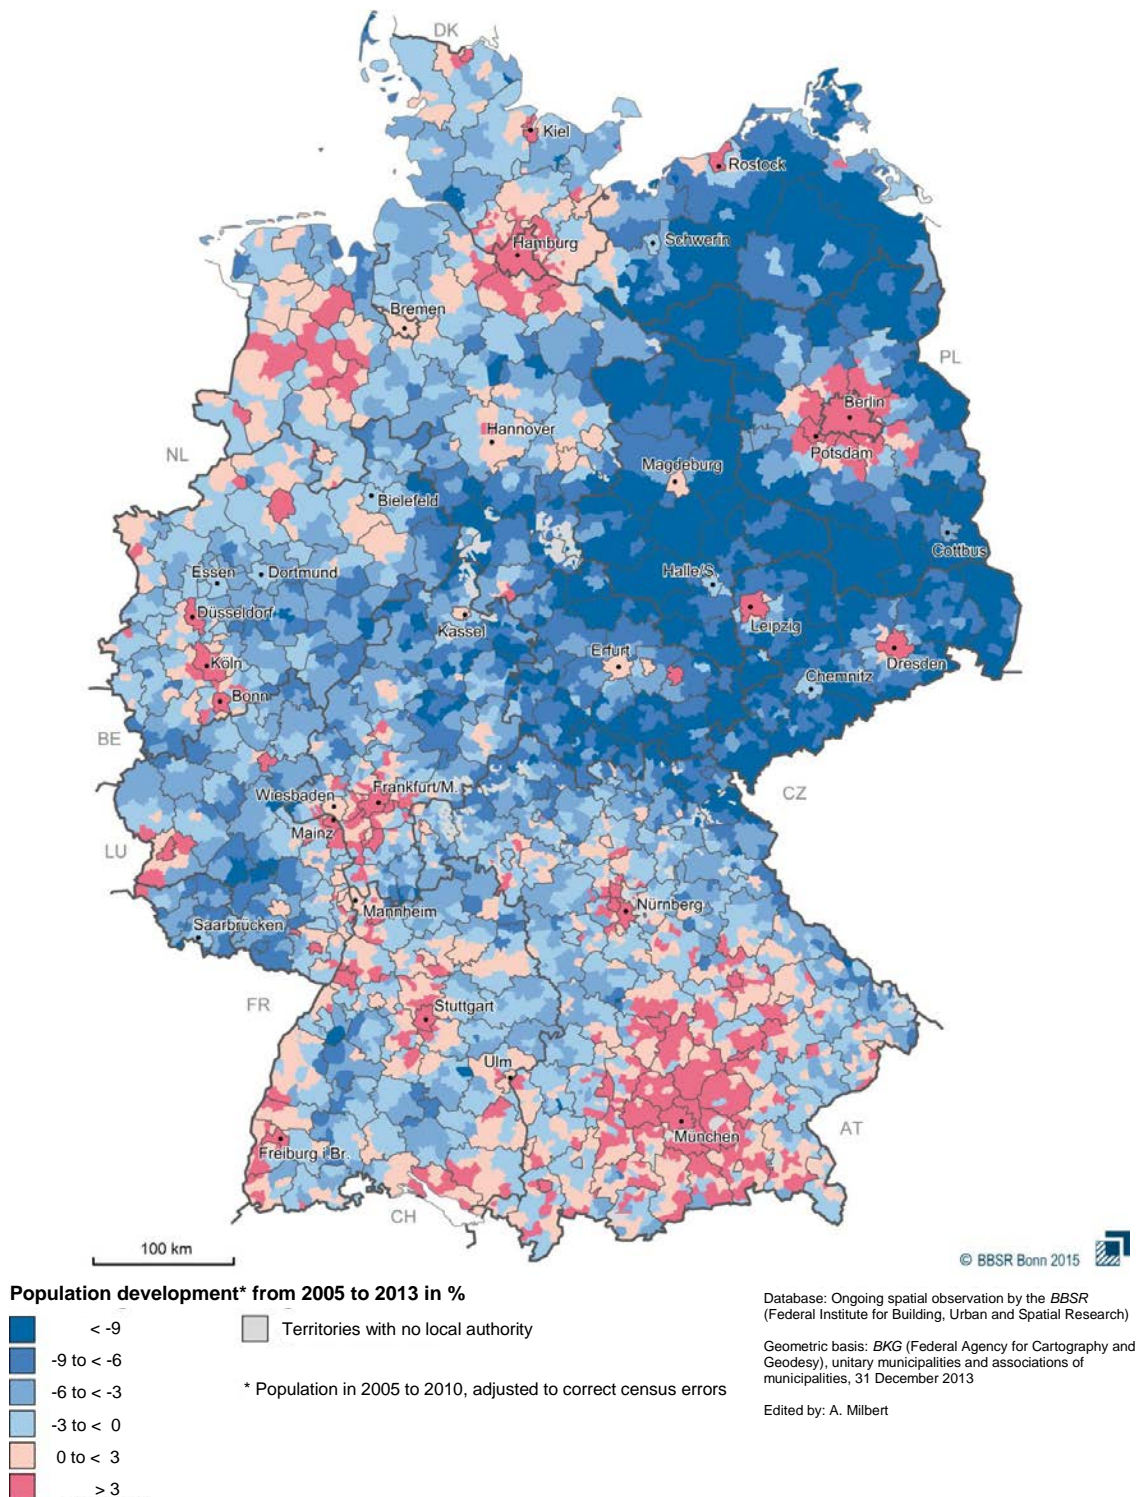 DK
Kiel
Rostock
Schwerin
Hamburg
Bremen
PL
Berlin
Hannover
Potsdam
NL
Magdeburg
Bielefeld
Cottbus
Essen
Dortmund
Halle/S.
Düsseldorf
Leipzig
Kassel
Köln
Erfurt
Dresden
Chemnitz
Bonn
BE
CZ
Frankfurt/M.
Wiesbaden
Mainz
LU
Nürnberg
Mannheim
Saarbrücken
FR
Stuttgart
Ulm
München
AT
Freiburg i.Br.
CH
100 km
© BBSR Bonn 2015
Population development* from 2005 to 2013 in %
< -9
-9 to < -6
-6 to < -3
-3 to < 0
0 to < 3
> 3
Territories with no local authority
* Population in 2005 to 2010, adjusted to correct census errors
Database: Ongoing spatial observation by the BBSR
(Federal Institute for Building, Urban and Spatial Research)
Geometric basis: BKG (Federal Agency for Cartography and
Geodesy), unitary municipalities and associations of
municipalities, 31 December 2013
Edited by: A. Milbert